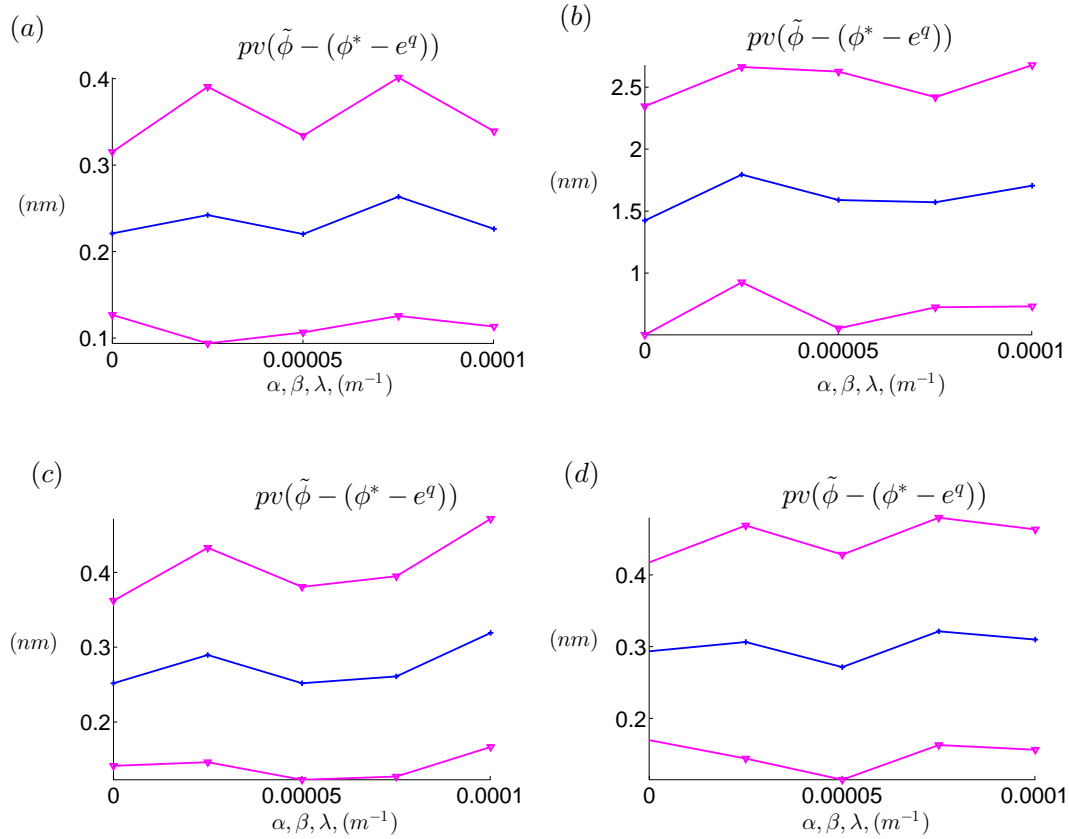 (a)
pv(ϕ̃ − (ϕ* − e^q))
0.4
0.3
(nm)
0.2
0.1
0 0.00005 0.0001
α, β, λ, (m⁻¹)
(b)
pv(ϕ̃ − (ϕ* − e^q))
2.5
2
(nm)
1.5
1
0 0.00005 0.0001
α, β, λ, (m⁻¹)
(c)
pv(ϕ̃ − (ϕ* − e^q))
0.4
(nm)
0.3
0.2
0 0.00005 0.0001
α, β, λ, (m⁻¹)
(d)
pv(ϕ̃ − (ϕ* − e^q))
0.4
(nm)
0.3
0.2
0 0.00005 0.0001
α, β, λ, (m⁻¹)